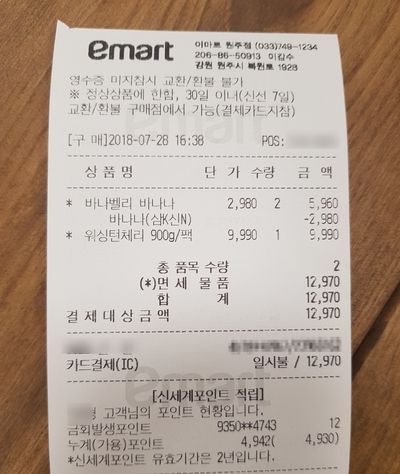 emart 이마트 원주점 (033)749-1234
206-86-50913 이갑수
강원 원주시 북원로 1928
영수증 미지참시 교환/환불 불가
※ 정상상품에 한함, 30일 이내(신선 7일)
교환/환불 구매점에서 가능(결제카드지참)
[구 매]2018-07-28 16:38 POS:
상 품 명 단 가 수량 금 액
* 바나밸리 바나나 2,980 2 5,960
바나나(삼K신N) -2,980
* 워싱턴체리 900g/팩 9,990 1 9,990
총 품목 수량 2
(*)면 세 물 품 12,970
합 계 12,970
결 제 대 상 금 액 12,970
카드결제(IC) 일시불 / 12,970
[신세계포인트 적립]
고객님의 포인트 현황입니다.
금회발생포인트 9350**4743 12
누계(가용)포인트 4,942( 4,930)
*신세계포인트 유효기간은 2년입니다.